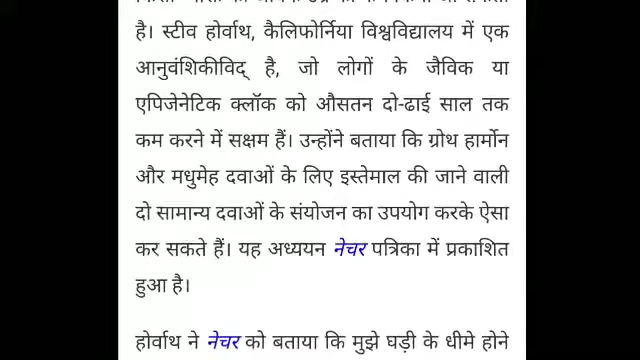 है। स्टीव होर्वाथ, कैलिफोर्निया विश्वविद्यालय में एक
आनुवंशिकीविद् है, जो लोगों के जैविक या
एपिजेनेटिक क्लॉक को औसतन दो-ढाई साल तक
कम करने में सक्षम हैं। उन्होंने बताया कि ग्रोथ हार्मोन
और मधुमेह दवाओं के लिए इस्तेमाल की जाने वाली
दो सामान्य दवाओं के संयोजन का उपयोग करके ऐसा
कर सकते हैं। यह अध्ययन नेचर पत्रिका में प्रकाशित
हुआ है।
होर्वाथ ने नेचर को बताया कि मुझे घड़ी के धीमे होने